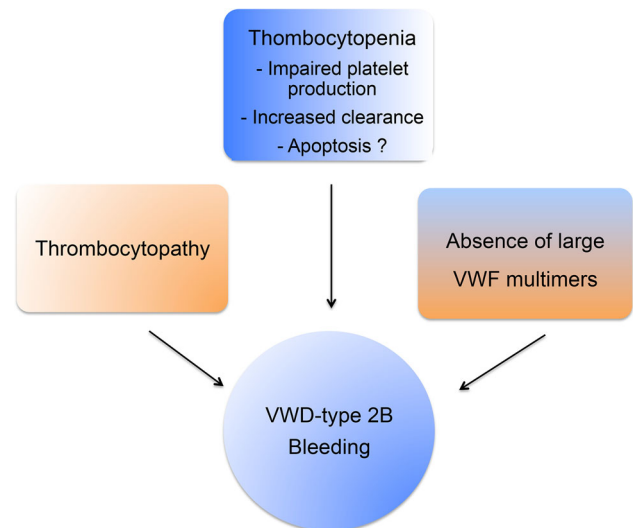 Thombocytopenia
- Impaired platelet
production
- Increased clearance
- Apoptosis ?
Thrombocytopathy
Absence of large
VWF multimers
VWD-type 2B
Bleeding